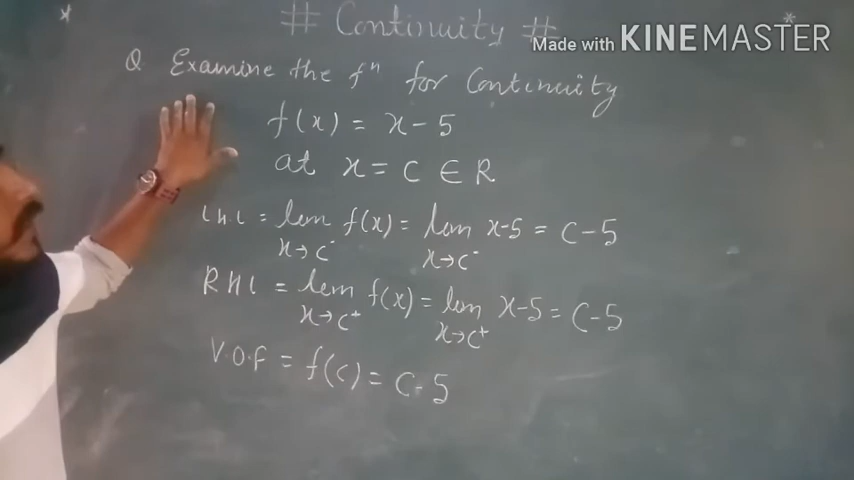 # Continuity #
Made with KINEMASTER
Q Examine the fⁿ for Continuity
f(x) = x - 5
at x = C ∈ R
LHL = lim f(x) = lim x-5 = C-5
x→c⁻ x→c⁻
RHL = lim f(x) = lim x-5 = C-5
x→c⁺ x→c⁺
V.O.F = f(c) = C-5